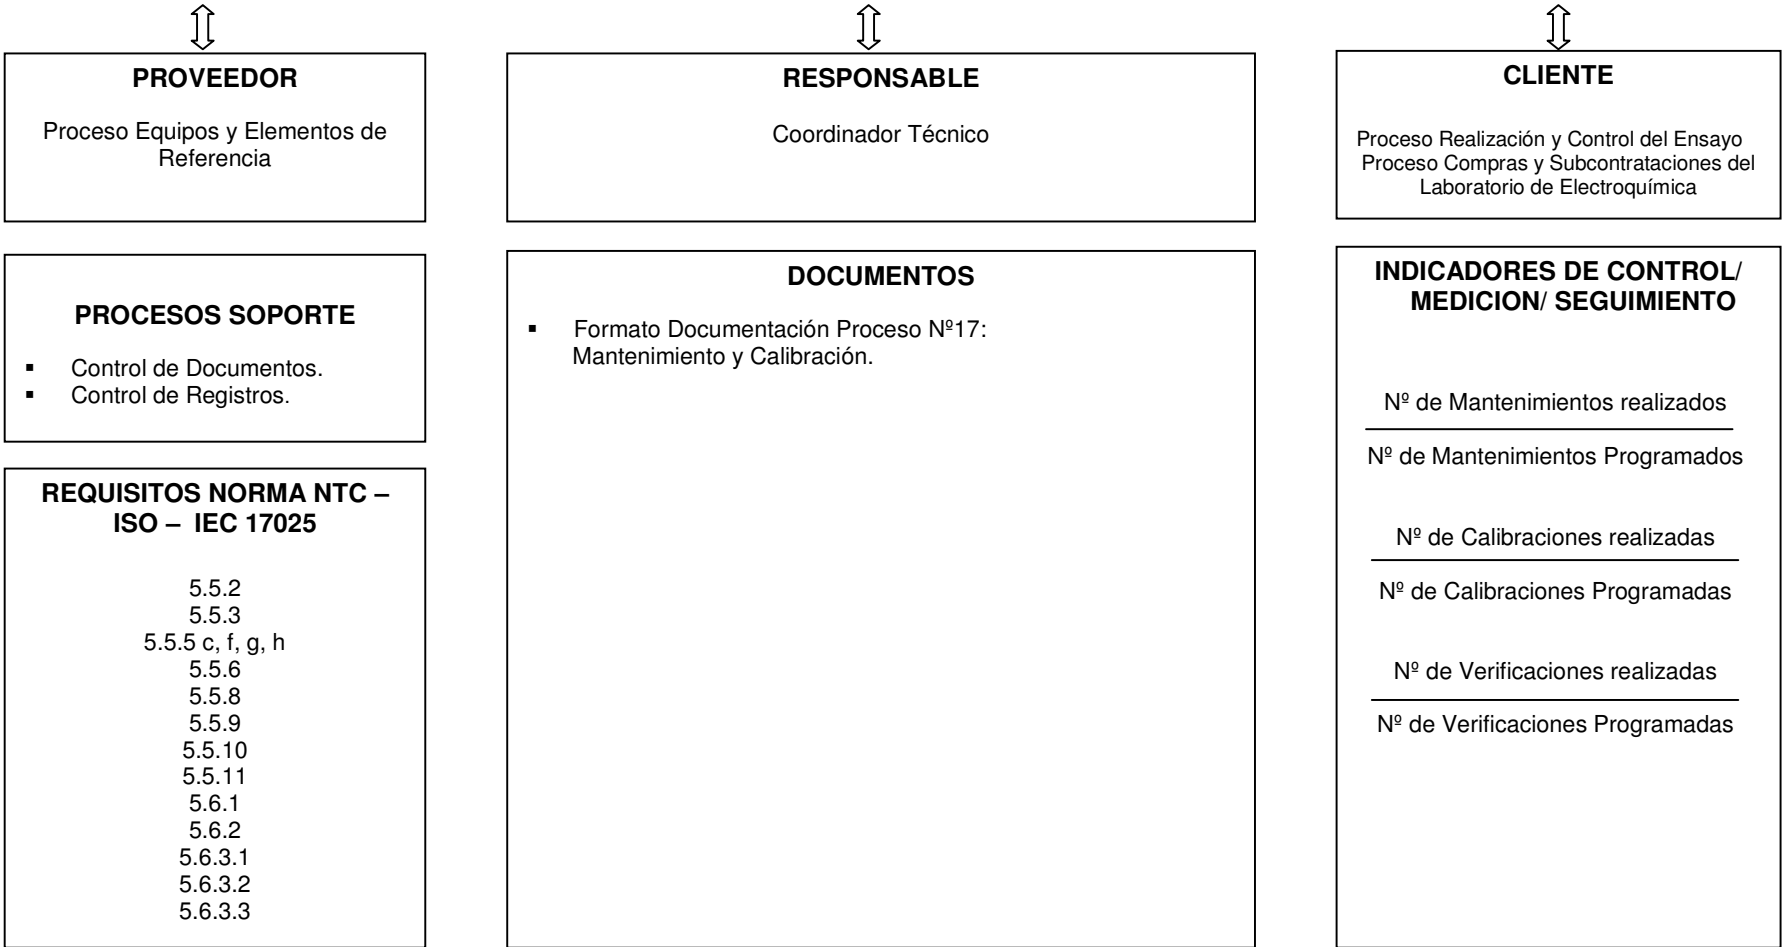 PROVEEDOR
Proceso Equipos y Elementos de
Referencia
RESPONSABLE
Coordinador Técnico
CLIENTE
Proceso Realización y Control del Ensayo
Proceso Compras y Subcontrataciones del
Laboratorio de Electroquímica
PROCESOS SOPORTE
▪ Control de Documentos.
▪ Control de Registros.
DOCUMENTOS
▪ Formato Documentación Proceso Nº17:
Mantenimiento y Calibración.
INDICADORES DE CONTROL/
MEDICION/ SEGUIMIENTO
Nº de Mantenimientos realizados
Nº de Mantenimientos Programados
Nº de Calibraciones realizadas
Nº de Calibraciones Programadas
Nº de Verificaciones realizadas
Nº de Verificaciones Programadas
REQUISITOS NORMA NTC –
ISO – IEC 17025
5.5.2
5.5.3
5.5.5 c, f, g, h
5.5.6
5.5.8
5.5.9
5.5.10
5.5.11
5.6.1
5.6.2
5.6.3.1
5.6.3.2
5.6.3.3